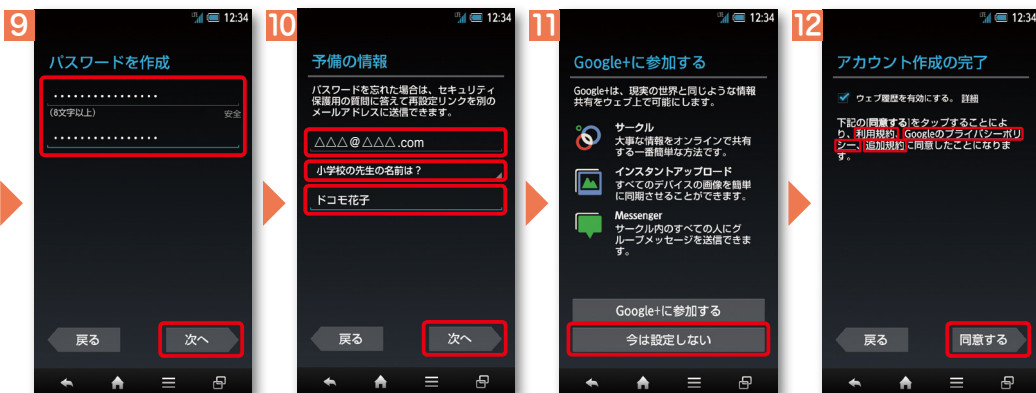 9
12:34
パスワードを作成
................
(8文字以上)
安全
................
戻る
次へ
10
12:34
予備の情報
パスワードを忘れた場合は、セキュリティ
保護用の質問に答えて再設定リンクを別の
メールアドレスに送信できます。
△△△@△△△.com
小学校の先生の名前は？
ドコモ花子
戻る
次へ
11
12:34
Google+に参加する
Google+は、現実の世界と同じような情報
共有をウェブ上で可能にします。
サークル
大事な情報をオンラインで共有
する一番簡単な方法です。
インスタントアップロード
すべてのデバイスの画像を簡単
に同期させることができます。
Messenger
サークル内のすべての人にグ
ループメッセージを送信できま
す。
Google+に参加する
今は設定しない
12
12:34
アカウント作成の完了
ウェブ履歴を有効にする。 詳細
下記の[同意する]をタップすることによ
り、利用規約、Googleのプライバシーポリ
シー、追加規約に同意したことになりま
す。
戻る
同意する